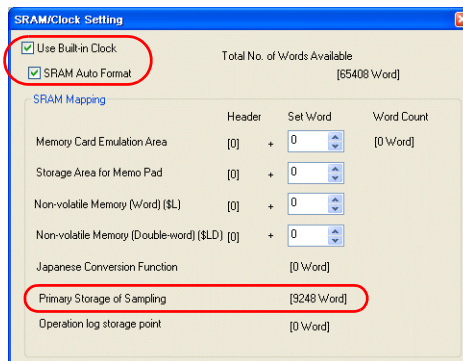 SRAM/Clock Setting
Use Built-in Clock
SRAM Auto Format
Total No. of Words Available
[65408 Word]
SRAM Mapping
Header Set Word Word Count
Memory Card Emulation Area [0] + 0 [0 Word]
Storage Area for Memo Pad [0] + 0
Non-volatile Memory (Word) ($L) [0] + 0
Non-volatile Memory (Double-word) ($LD) [0] + 0
Japanese Conversion Function [0 Word]
Primary Storage of Sampling [9248 Word]
Operation log storage point [0 Word]